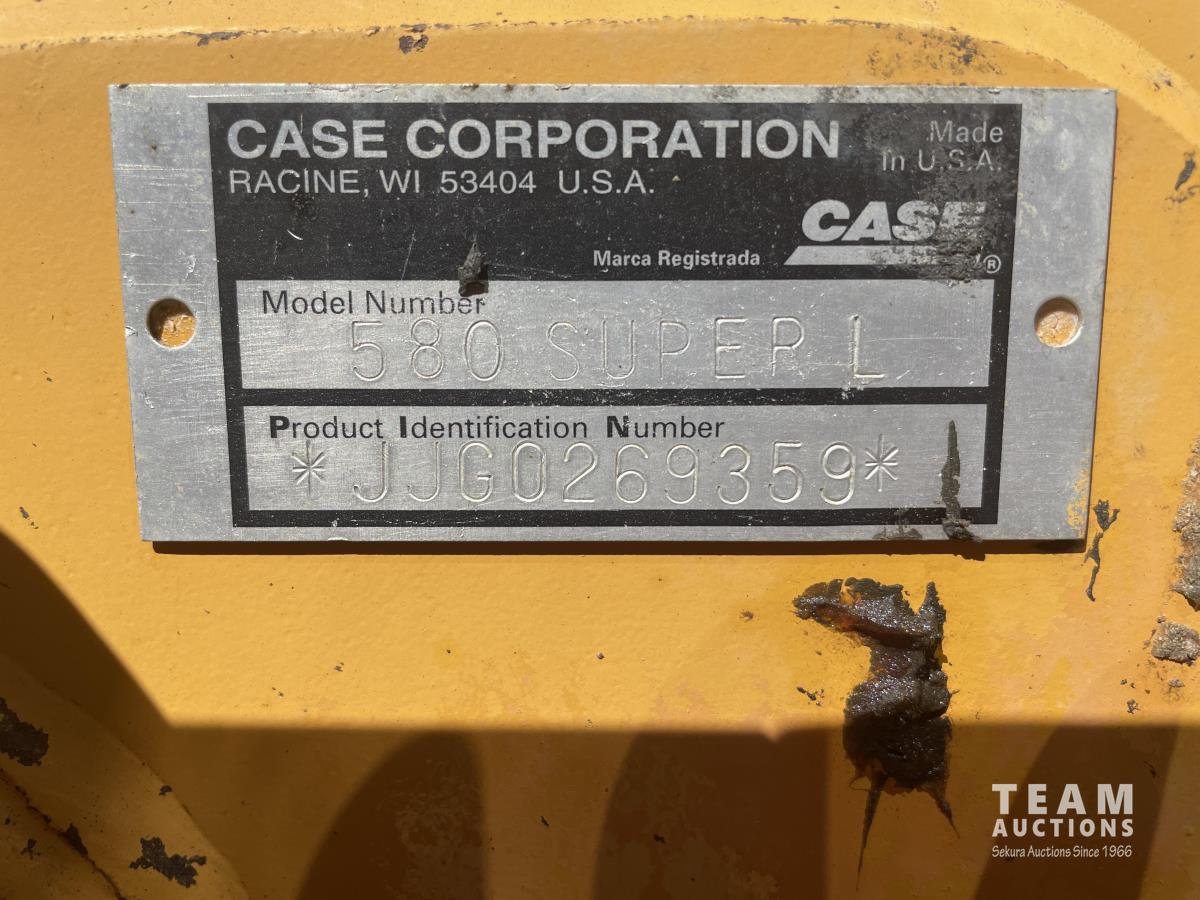 CASE CORPORATION
Made
in U.S.A.
RACINE, WI 53404 U.S.A.
CASE
Marca Registrada ®
Model Number
580 SUPER L
Product Identification Number
*JJG0269359*
TEAM
AUCTIONS
Sekura Auctions Since 1966